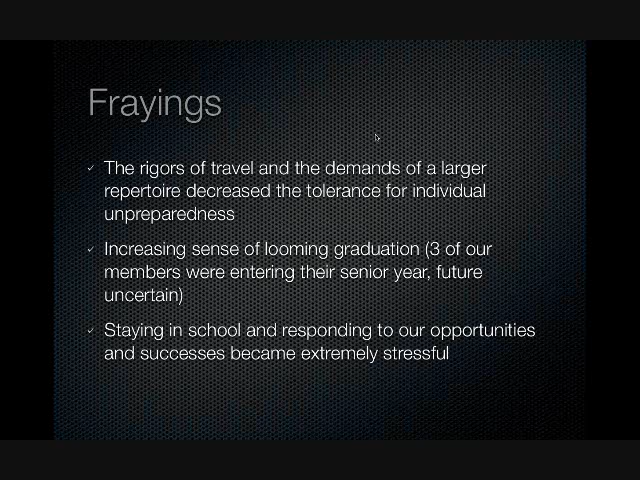 Frayings
The rigors of travel and the demands of a larger
repertoire decreased the tolerance for individual
unpreparedness
Increasing sense of looming graduation (3 of our
members were entering their senior year, future
uncertain)
Staying in school and responding to our opportunities
and successes became extremely stressful